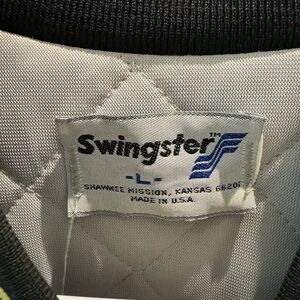 Swingster™
-L-
SHAWNEE MISSION, KANSAS 66201
MADE IN U.S.A.